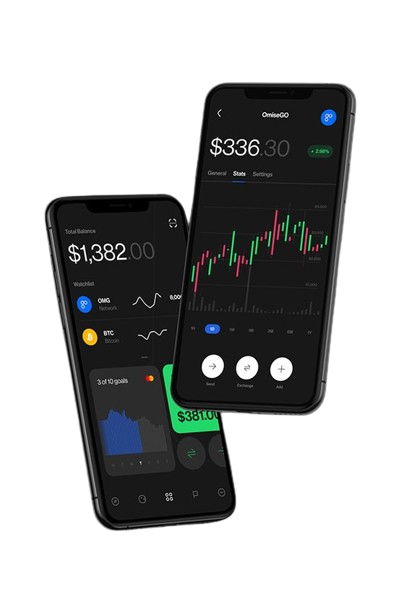 OmiseGO
$336.30
+ 2.98%
General Stats Settings
Send Exchange Add
Total Balance
$1,382.00
Watchlist
OMG
Network
BTC
Bitcoin
3 of 10 goals
$381.00